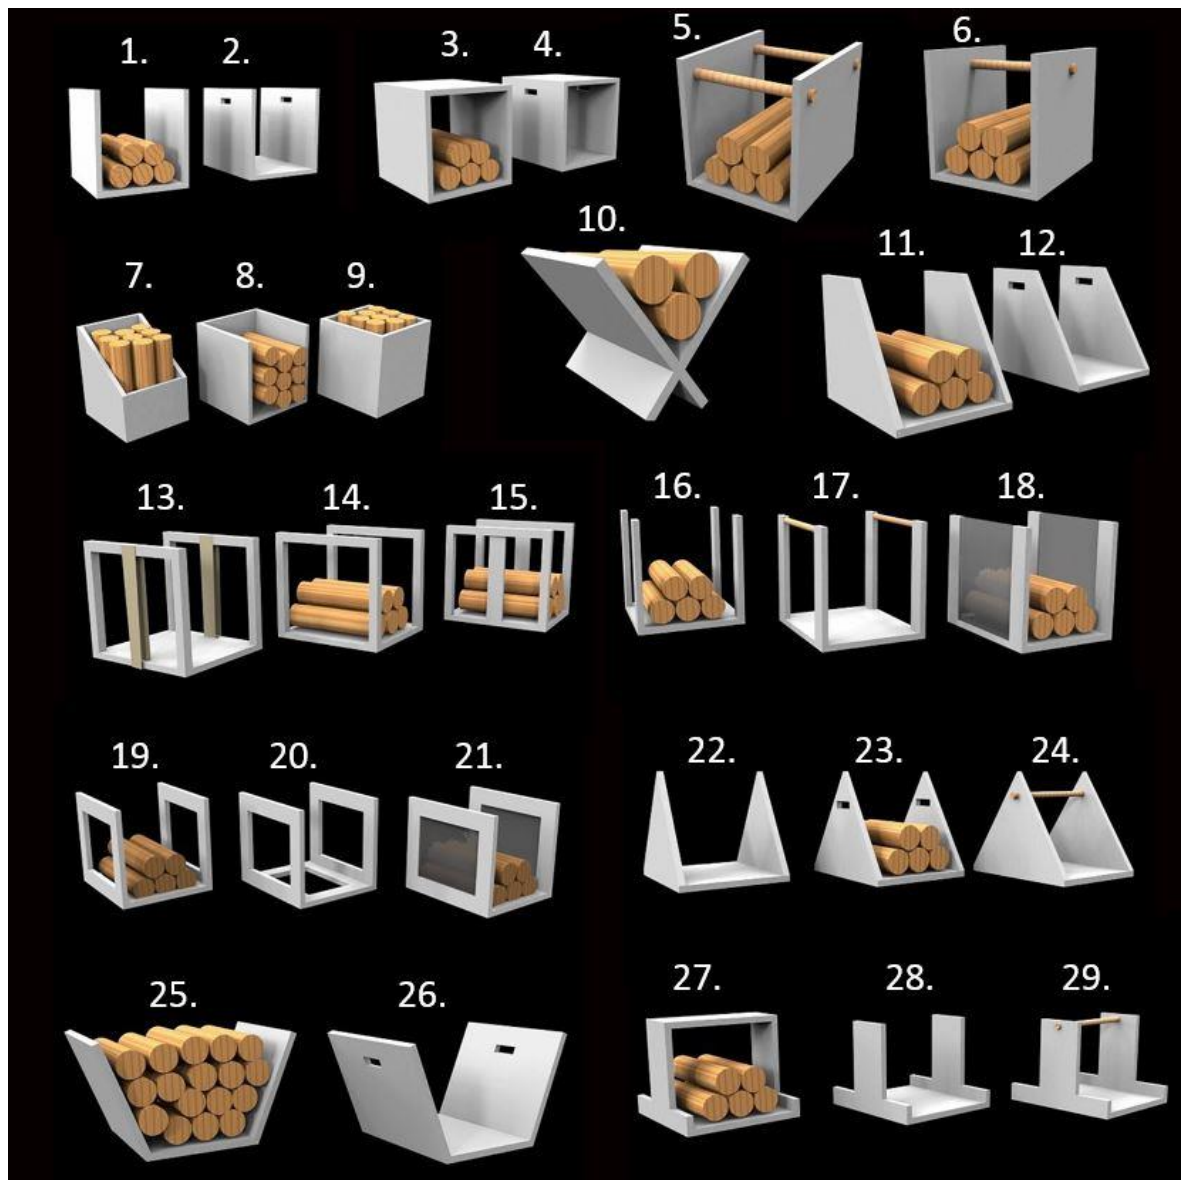 1. 2. 3. 4. 5. 6.
7. 8. 9. 10. 11. 12.
13. 14. 15. 16. 17. 18.
19. 20. 21. 22. 23. 24.
25. 26. 27. 28. 29.